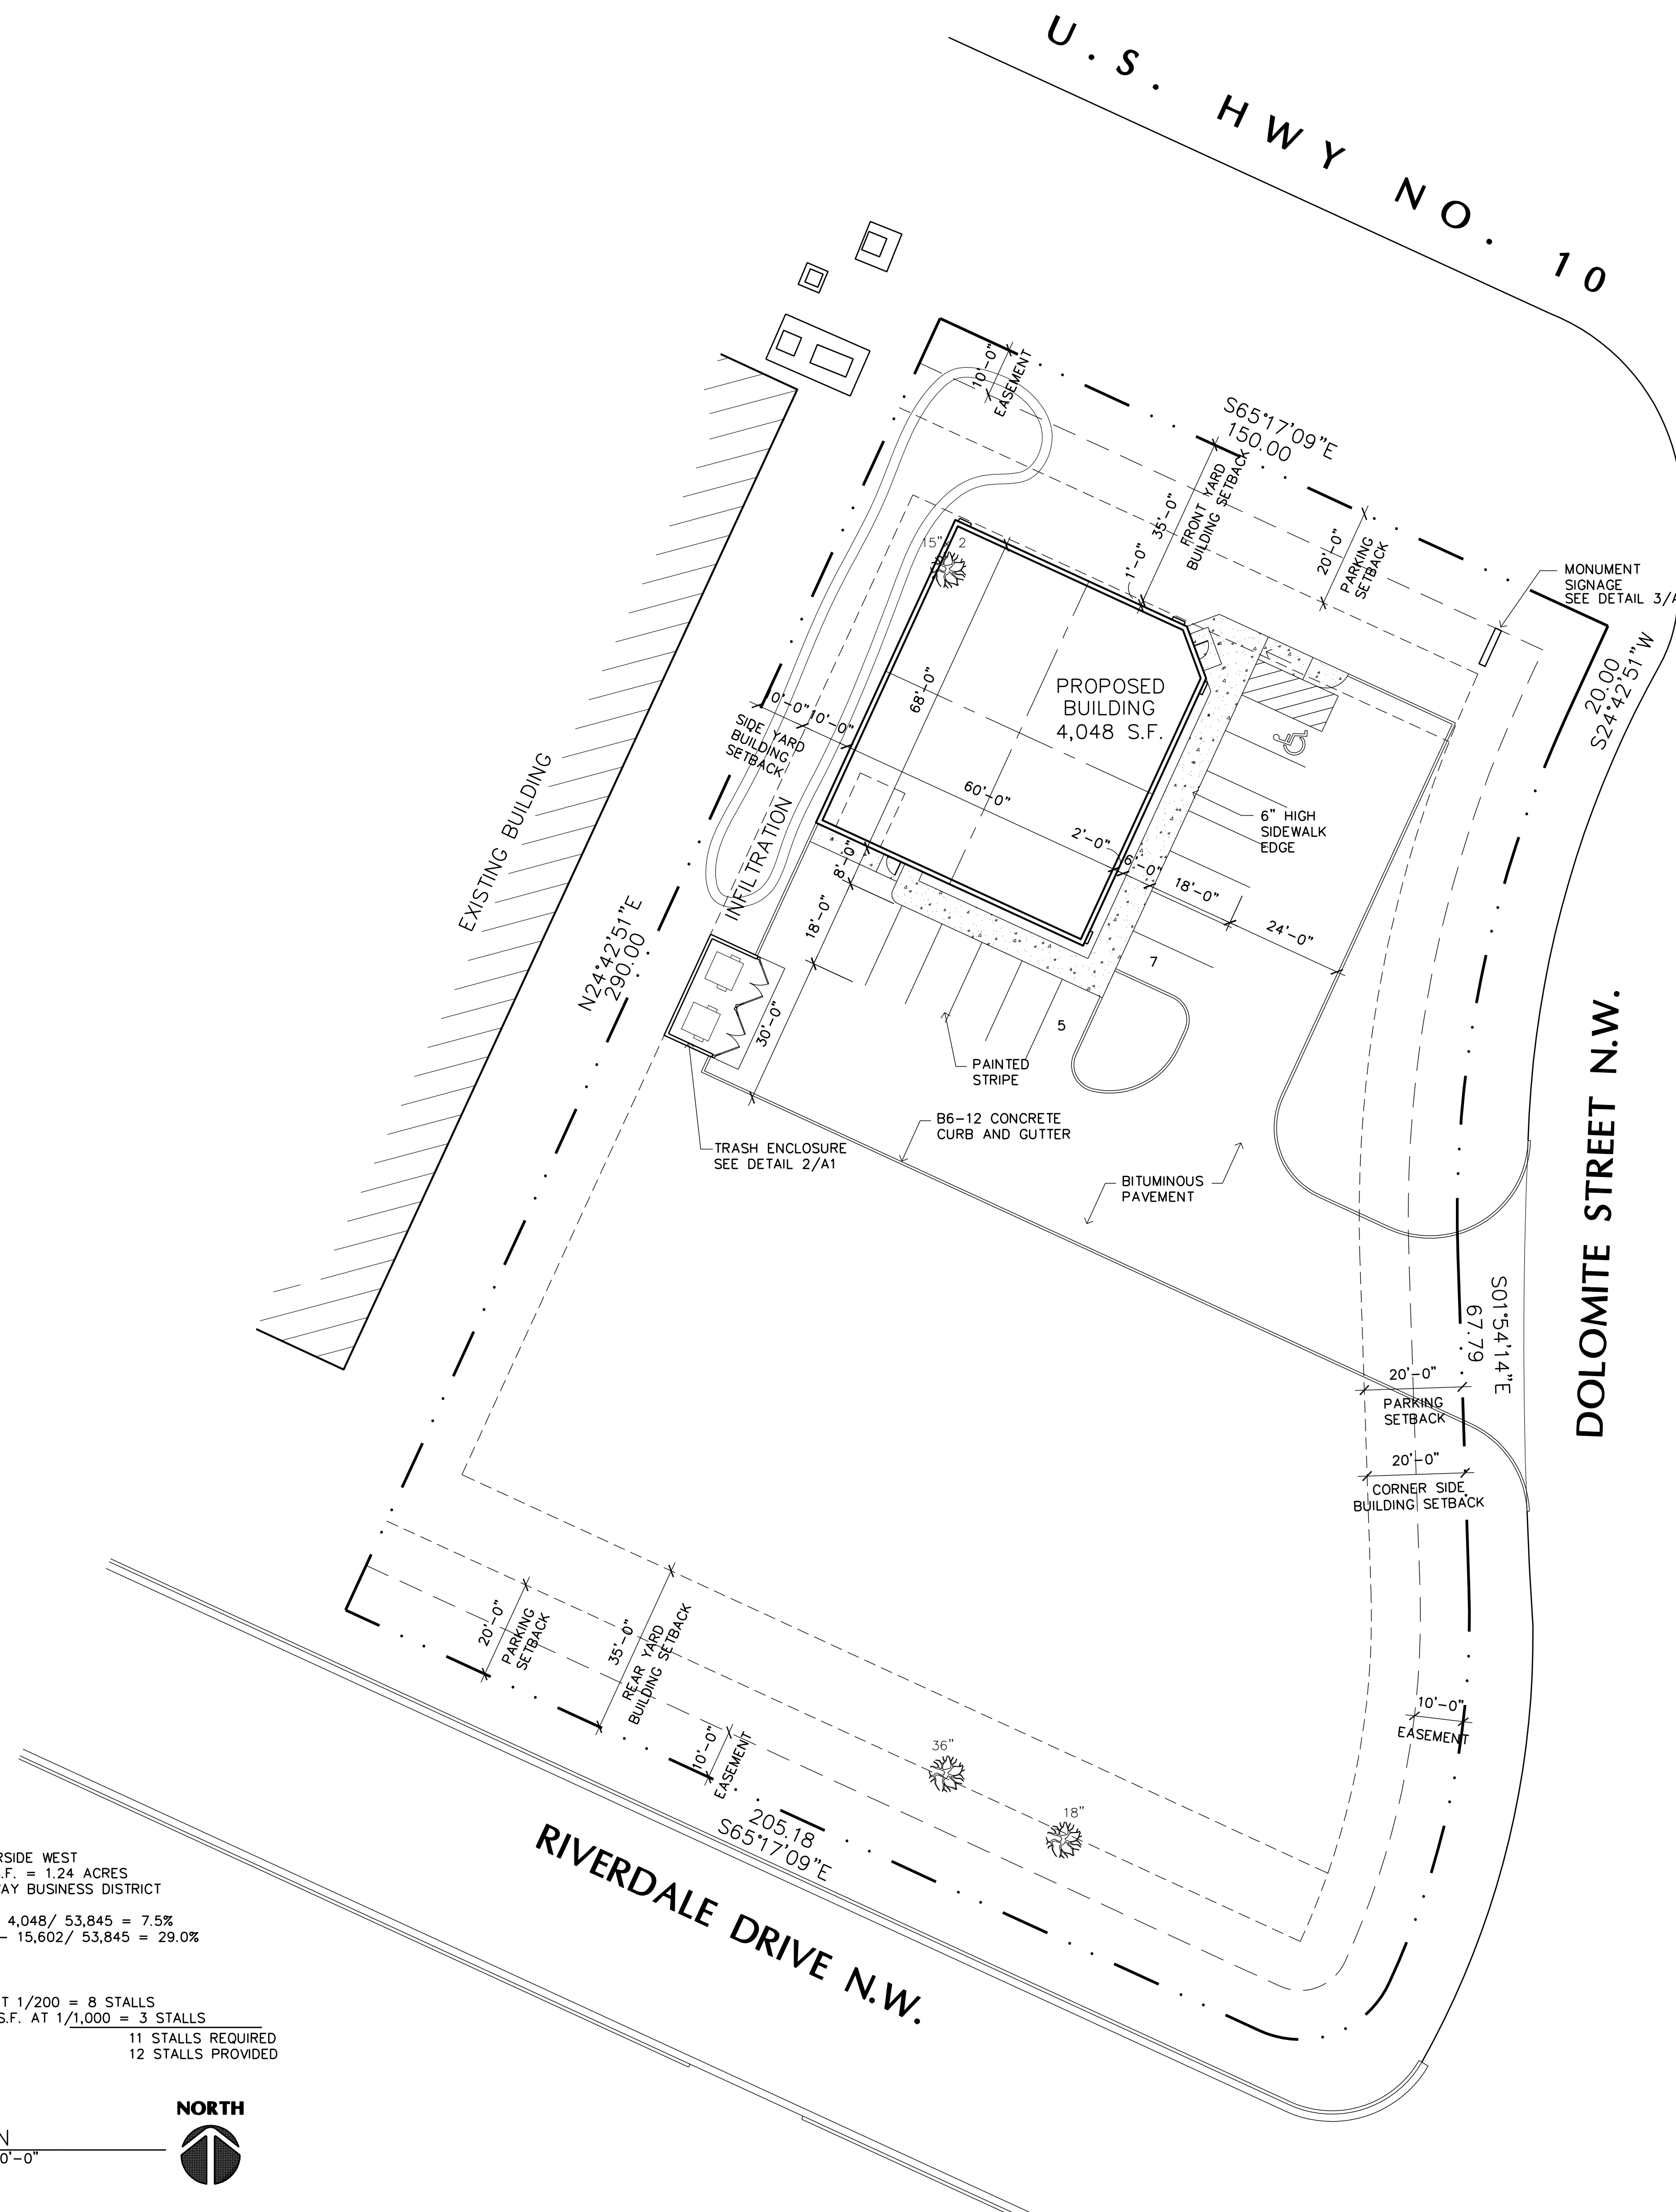 U.S. HWY NO. 10
10'-0"
EASEMENT
S65°17'09"E
150.00
35'-0"
FRONT YARD
BUILDING SETBACK
1'-0"
20'-0"
PARKING
SETBACK
MONUMENT
SIGNAGE
SEE DETAIL 3/A
20.00
S24°42'51"W
15" 2
68'-0"
PROPOSED
BUILDING
4,048 S.F.
0'-0"
10'-0"
SIDE YARD
BUILDING
SETBACK
60'-0"
2'-0"
6'-0"
18'-0"
24'-0"
6" HIGH
SIDEWALK
EDGE
EXISTING BUILDING
INFILTRATION
8'-0"
18'-0"
N24°42'51"E
290.00
30'-0"
7
5
PAINTED
STRIPE
B6-12 CONCRETE
CURB AND GUTTER
TRASH ENCLOSURE
SEE DETAIL 2/A1
BITUMINOUS
PAVEMENT
DOLOMITE STREET N.W.
S01°54'14"E
67.79
20'-0"
PARKING
SETBACK
20'-0"
CORNER SIDE
BUILDING SETBACK
20'-0"
PARKING
SETBACK
35'-0"
REAR YARD
BUILDING SETBACK
10'-0"
EASEMENT
10'-0"
EASEMENT
36"
18"
205.18
S65°17'09"E
RIVERDALE DRIVE N.W.
RSIDE WEST
.F. = 1.24 ACRES
WAY BUSINESS DISTRICT
4,048/ 53,845 = 7.5%
- 15,602/ 53,845 = 29.0%
T 1/200 = 8 STALLS
S.F. AT 1/1,000 = 3 STALLS
11 STALLS REQUIRED
12 STALLS PROVIDED
NORTH
N
0'-0"